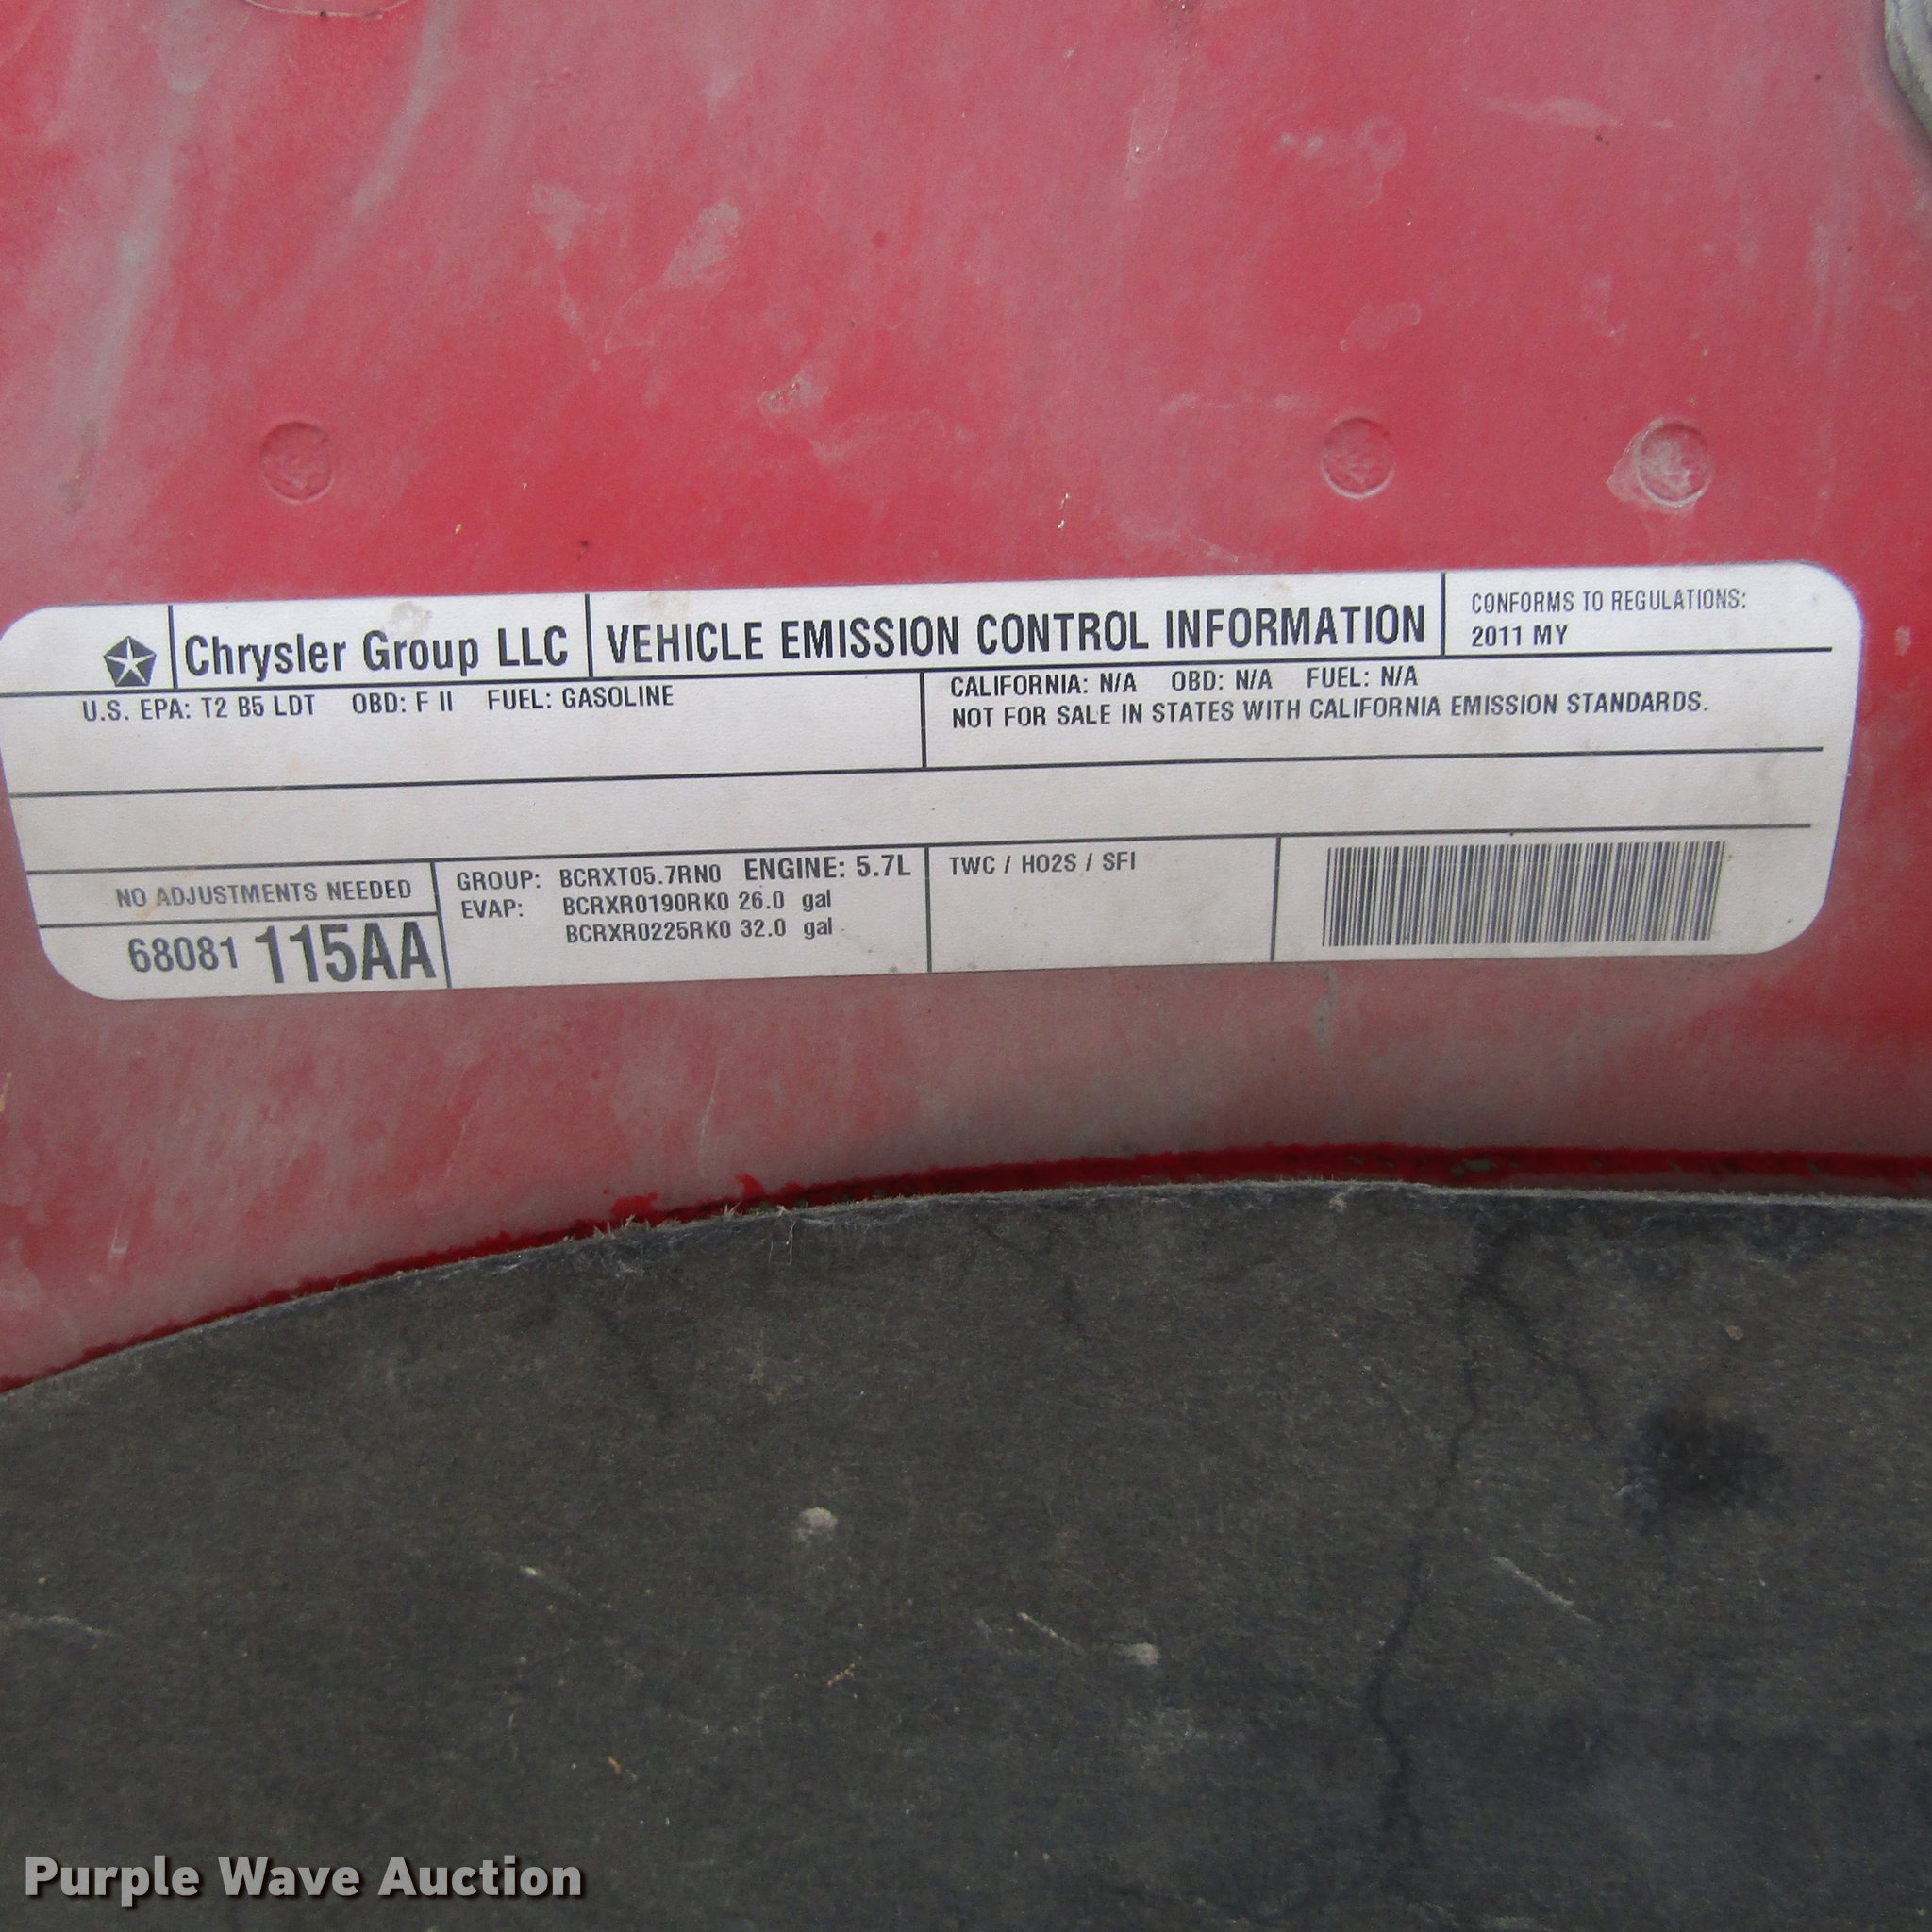 Chrysler Group LLC
VEHICLE EMISSION CONTROL INFORMATION
CONFORMS TO REGULATIONS:
2011 MY
U.S. EPA: T2 B5 LDT OBD: F II FUEL: GASOLINE
CALIFORNIA: N/A OBD: N/A FUEL: N/A
NOT FOR SALE IN STATES WITH CALIFORNIA EMISSION STANDARDS.
NO ADJUSTMENTS NEEDED
68081 115AA
GROUP: BCRXT05.7RN0 ENGINE: 5.7L
EVAP: BCRXR0190RK0 26.0 gal
BCRXR0225RK0 32.0 gal
TWC / HO2S / SFI
Purple Wave Auction